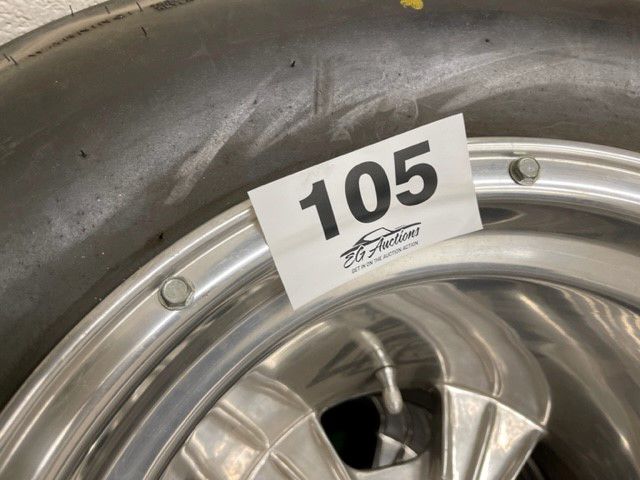 105
EG Auctions
GET IN ON THE AUCTION ACTION